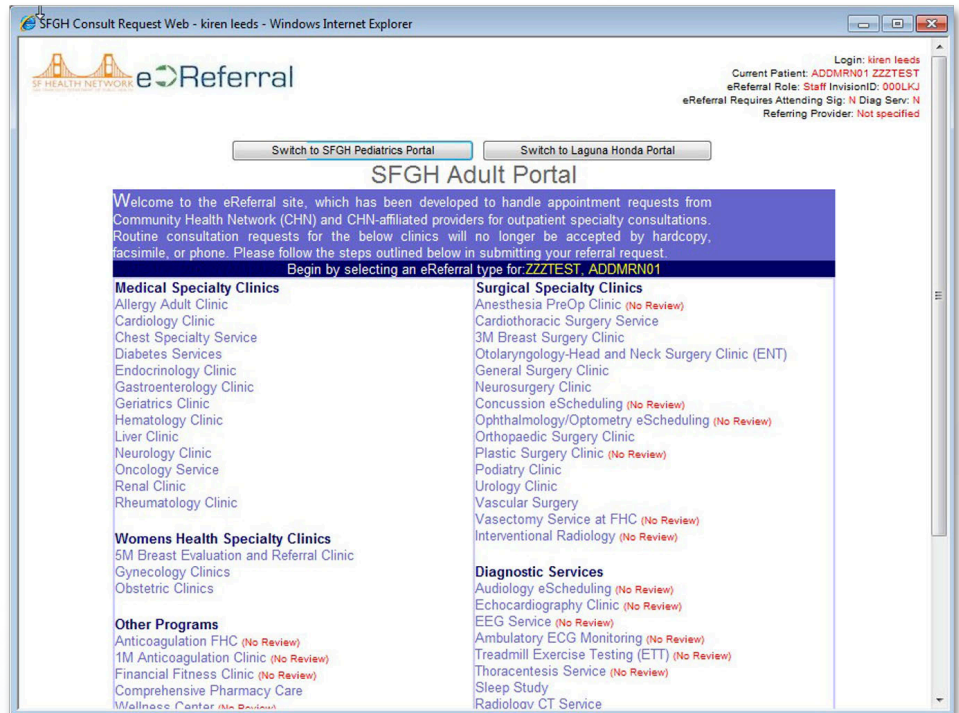 SFGH Consult Request Web - kiren leeds - Windows Internet Explorer
SF HEALTH NETWORK
eReferral
Login: kiren leeds
Current Patient: ADDMRN01 ZZZTEST
eReferral Role: Staff InvisionID: 000LKJ
eReferral Requires Attending Sig: N Diag Serv: N
Referring Provider: Not specified
Switch to SFGH Pediatrics Portal
Switch to Laguna Honda Portal
SFGH Adult Portal
Welcome to the eReferral site, which has been developed to handle appointment requests from
Community Health Network (CHN) and CHN-affiliated providers for outpatient specialty consultations.
Routine consultation requests for the below clinics will no longer be accepted by hardcopy,
facsimile, or phone. Please follow the steps outlined below in submitting your referral request.
Begin by selecting an eReferral type for:ZZZTEST, ADDMRN01
Medical Specialty Clinics
Allergy Adult Clinic
Cardiology Clinic
Chest Specialty Service
Diabetes Services
Endocrinology Clinic
Gastroenterology Clinic
Geriatrics Clinic
Hematology Clinic
Liver Clinic
Neurology Clinic
Oncology Service
Renal Clinic
Rheumatology Clinic
Womens Health Specialty Clinics
5M Breast Evaluation and Referral Clinic
Gynecology Clinics
Obstetric Clinics
Other Programs
Anticoagulation FHC (No Review)
1M Anticoagulation Clinic (No Review)
Financial Fitness Clinic (No Review)
Comprehensive Pharmacy Care
Wellness Center (No Review)
Surgical Specialty Clinics
Anesthesia PreOp Clinic (No Review)
Cardiothoracic Surgery Service
3M Breast Surgery Clinic
Otolaryngology-Head and Neck Surgery Clinic (ENT)
General Surgery Clinic
Neurosurgery Clinic
Concussion eScheduling (No Review)
Ophthalmology/Optometry eScheduling (No Review)
Orthopaedic Surgery Clinic
Plastic Surgery Clinic (No Review)
Podiatry Clinic
Urology Clinic
Vascular Surgery
Vasectomy Service at FHC (No Review)
Interventional Radiology (No Review)
Diagnostic Services
Audiology eScheduling (No Review)
Echocardiography Clinic (No Review)
EEG Service (No Review)
Ambulatory ECG Monitoring (No Review)
Treadmill Exercise Testing (ETT) (No Review)
Thoracentesis Service (No Review)
Sleep Study
Radiology CT Service